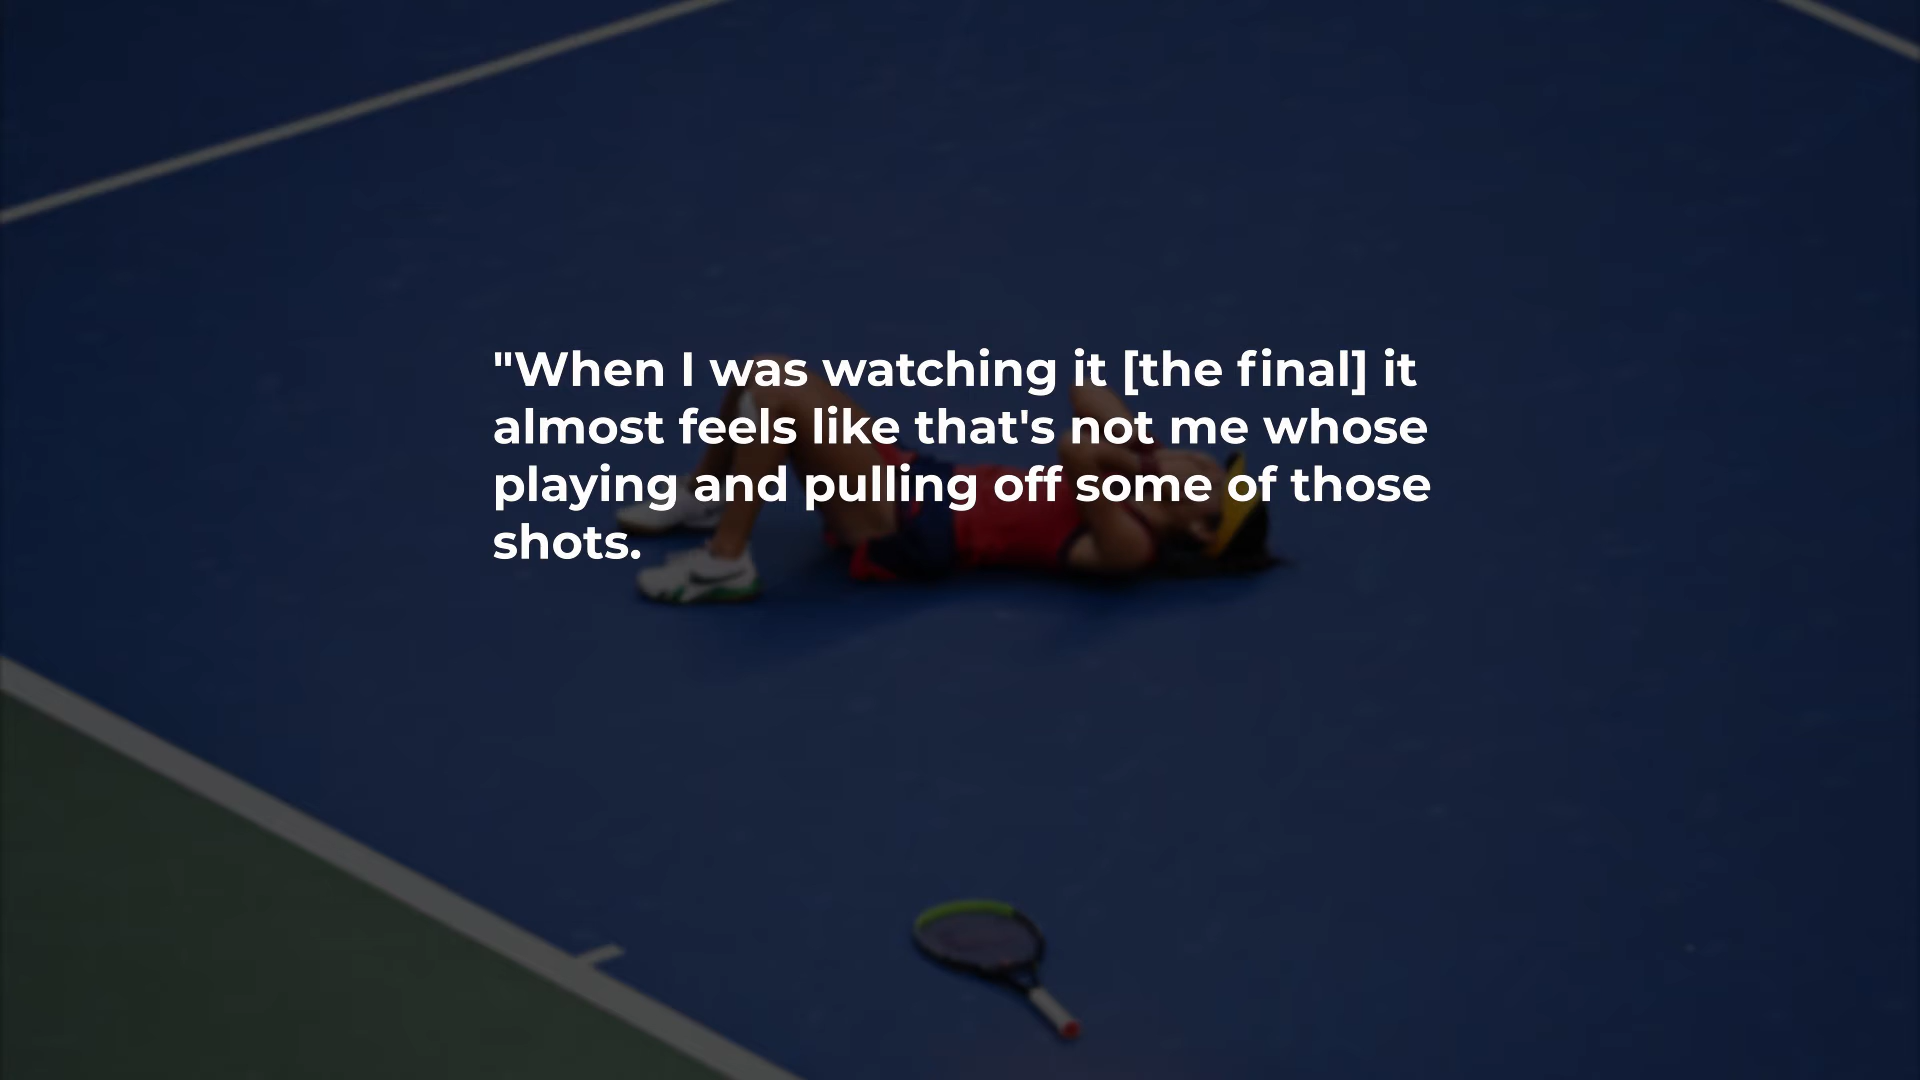 "When I was watching it [the final] it
almost feels like that's not me whose
playing and pulling off some of those
shots.